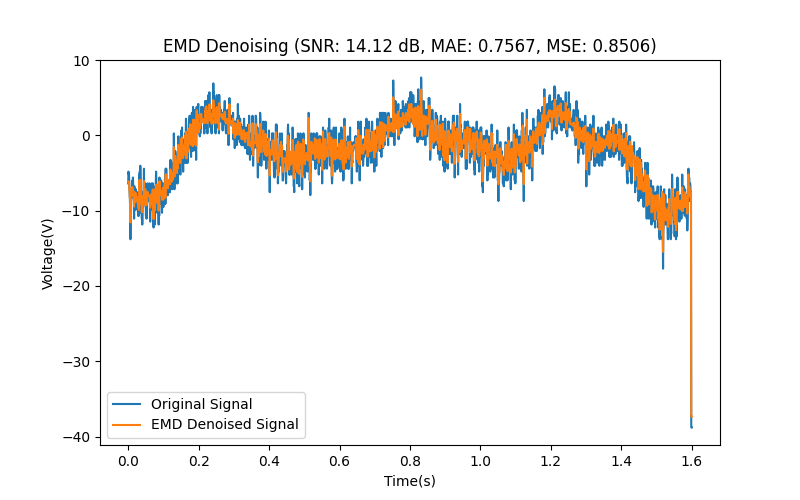 EMD Denoising (SNR: 14.12 dB, MAE: 0.7567, MSE: 0.8506)
10
0
−10
−20
−30
−40
Voltage(V)
Original Signal
EMD Denoised Signal
0.0 0.2 0.4 0.6 0.8 1.0 1.2 1.4 1.6
Time(s)